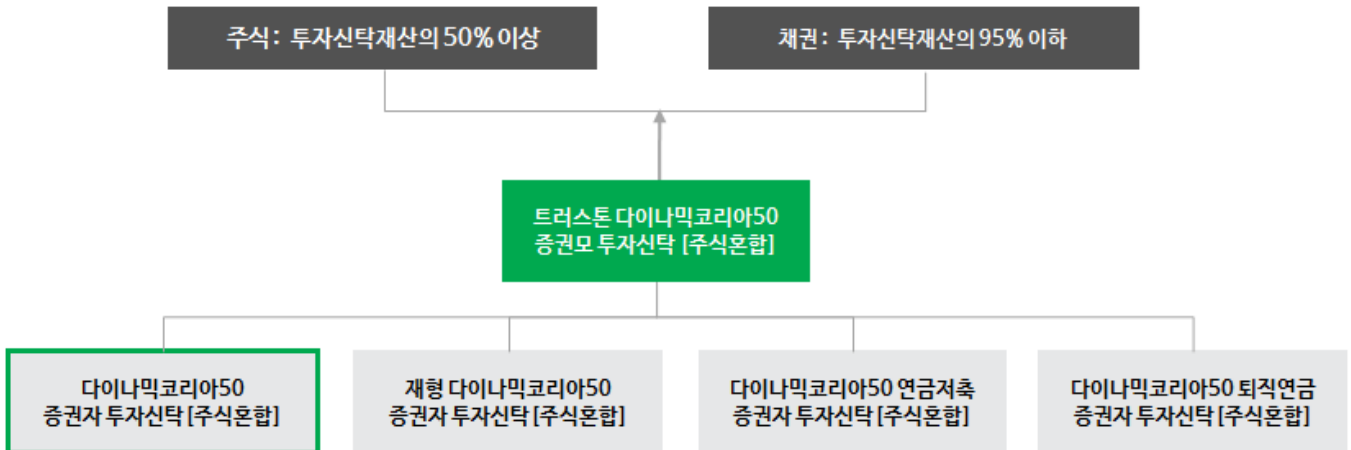 주식 : 투자신탁재산의 50% 이상
채권 : 투자신탁재산의 95% 이하
트러스톤 다이나믹코리아50
증권모 투자신탁 [주식혼합]
다이나믹코리아50
증권자 투자신탁 [주식혼합]
재형 다이나믹코리아50
증권자 투자신탁 [주식혼합]
다이나믹코리아50 연금저축
증권자 투자신탁 [주식혼합]
다이나믹코리아50 퇴직연금
증권자 투자신탁 [주식혼합]